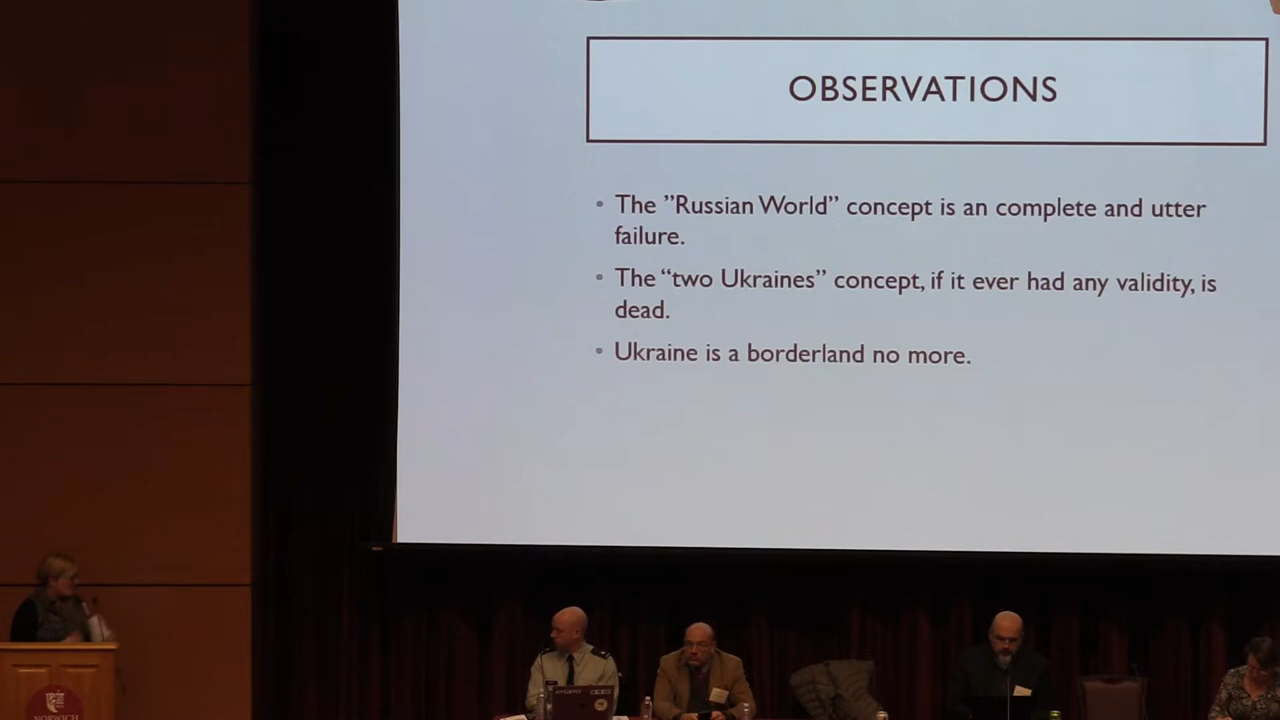 OBSERVATIONS
• The ”Russian World” concept is an complete and utter
failure.
• The “two Ukraines” concept, if it ever had any validity, is
dead.
• Ukraine is a borderland no more.
NORWICH